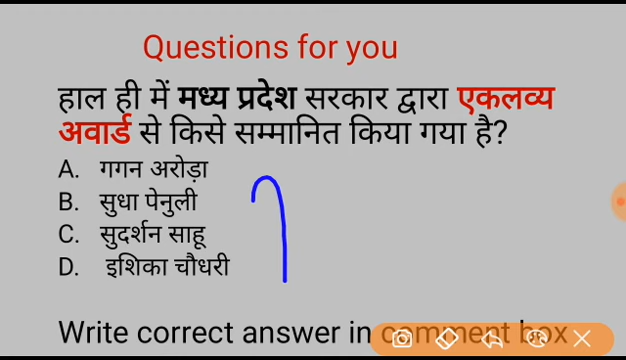 Questions for you
हाल ही में मध्य प्रदेश सरकार द्वारा एकलव्य
अवार्ड से किसे सम्मानित किया गया है?
A. गगन अरोड़ा
B. सुधा पेनुली
C. सुदर्शन साहू
D. इशिका चौधरी
Write correct answer in comment box